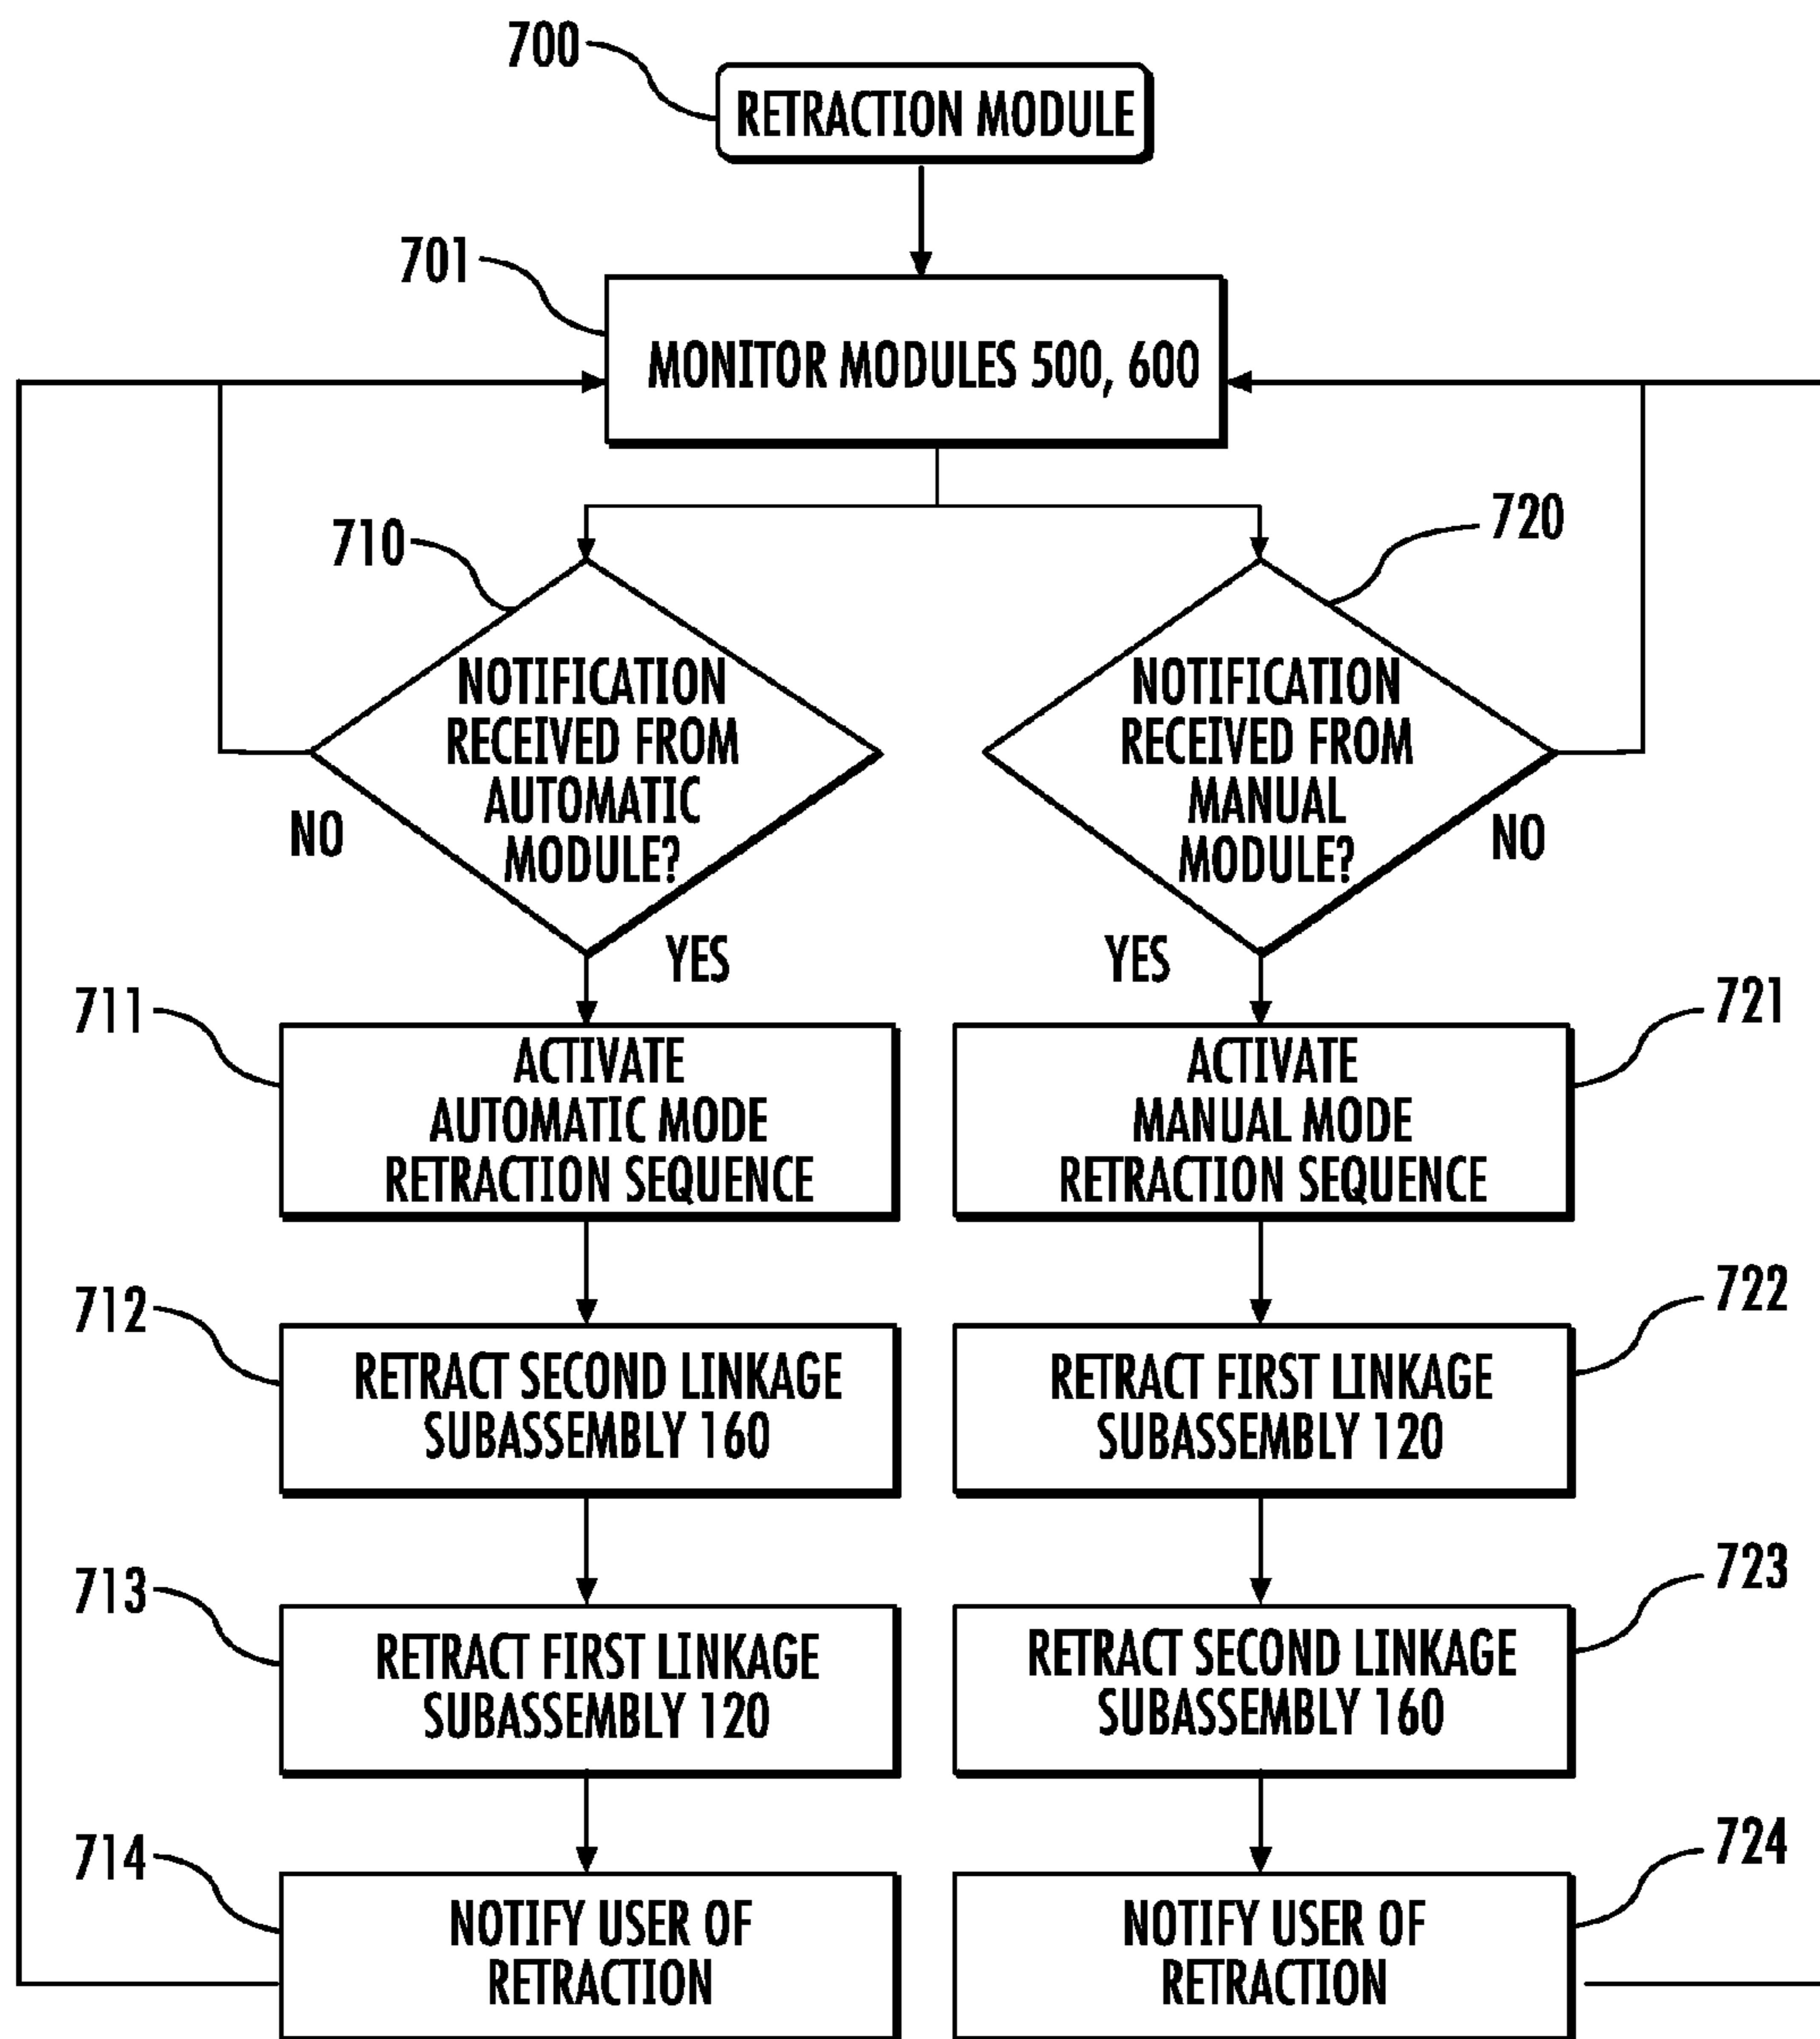 700
RETRACTION MODULE
701
MONITOR MODULES 500, 600
710
720
NOTIFICATION
RECEIVED FROM
AUTOMATIC
MODULE?
NOTIFICATION
RECEIVED FROM
MANUAL
MODULE?
NO
NO
YES
YES
711
ACTIVATE
AUTOMATIC MODE
RETRACTION SEQUENCE
721
ACTIVATE
MANUAL MODE
RETRACTION SEQUENCE
712
RETRACT SECOND LINKAGE
SUBASSEMBLY 160
722
RETRACT FIRST LINKAGE
SUBASSEMBLY 120
713
RETRACT FIRST LINKAGE
SUBASSEMBLY 120
723
RETRACT SECOND LINKAGE
SUBASSEMBLY 160
714
NOTIFY USER OF
RETRACTION
724
NOTIFY USER OF
RETRACTION